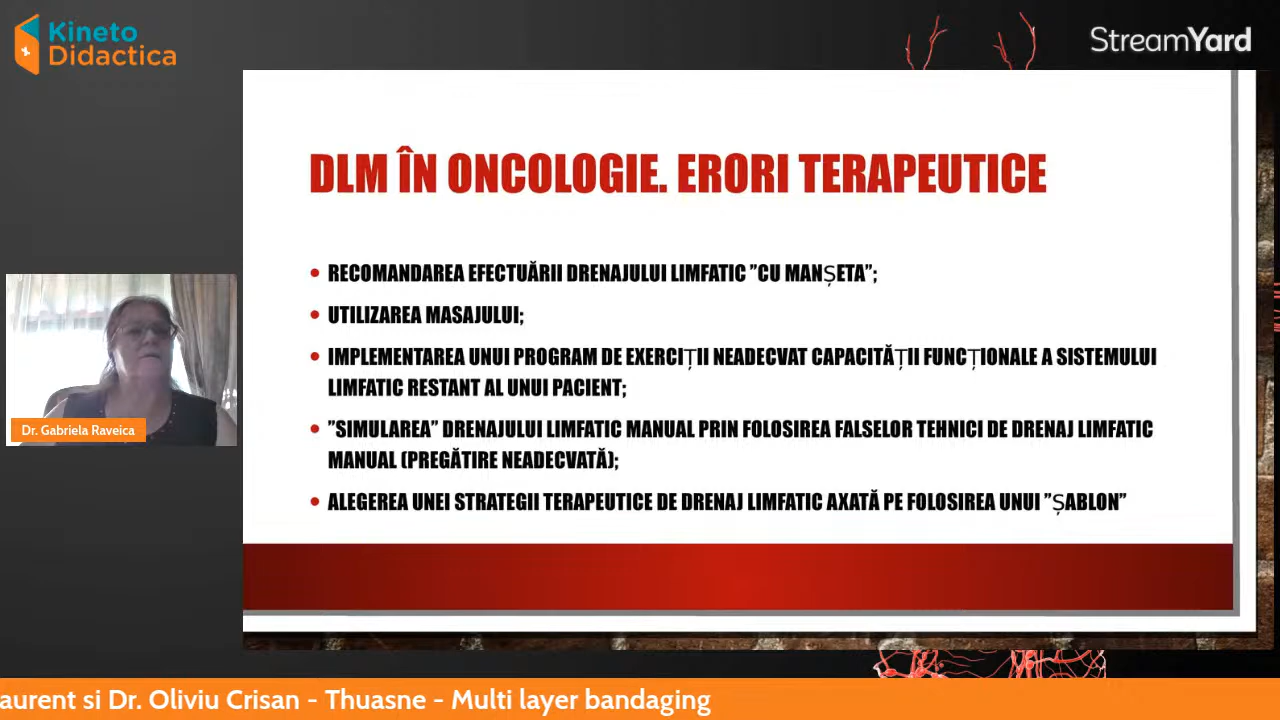 Kineto
Didactica
StreamYard
DLM ÎN ONCOLOGIE. ERORI TERAPEUTICE
• RECOMANDAREA EFECTUĂRII DRENAJULUI LIMFATIC ”CU MANȘETA”;
• UTILIZAREA MASAJULUI;
• IMPLEMENTAREA UNUI PROGRAM DE EXERCIȚII NEADECVAT CAPACITĂȚII FUNCȚIONALE A SISTEMULUI
LIMFATIC RESTANT AL UNUI PACIENT;
• ”SIMULAREA” DRENAJULUI LIMFATIC MANUAL PRIN FOLOSIREA FALSELOR TEHNICI DE DRENAJ LIMFATIC
MANUAL (PREGĂTIRE NEADECVATĂ);
• ALEGEREA UNEI STRATEGII TERAPEUTICE DE DRENAJ LIMFATIC AXATĂ PE FOLOSIREA UNUI ”ȘABLON”
Dr. Gabriela Raveica
aurent si Dr. Oliviu Crisan - Thuasne - Multi layer bandaging